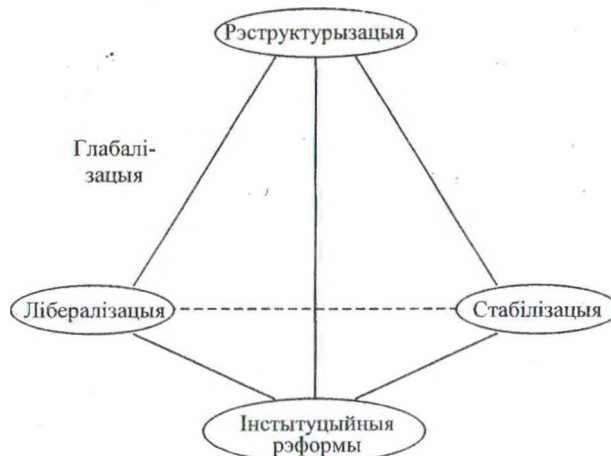 Рэструктурызацыя
Глабалі-
зацыя
Лібералізацыя
Стабілізацыя
Інстытуцыйныя
рэформы